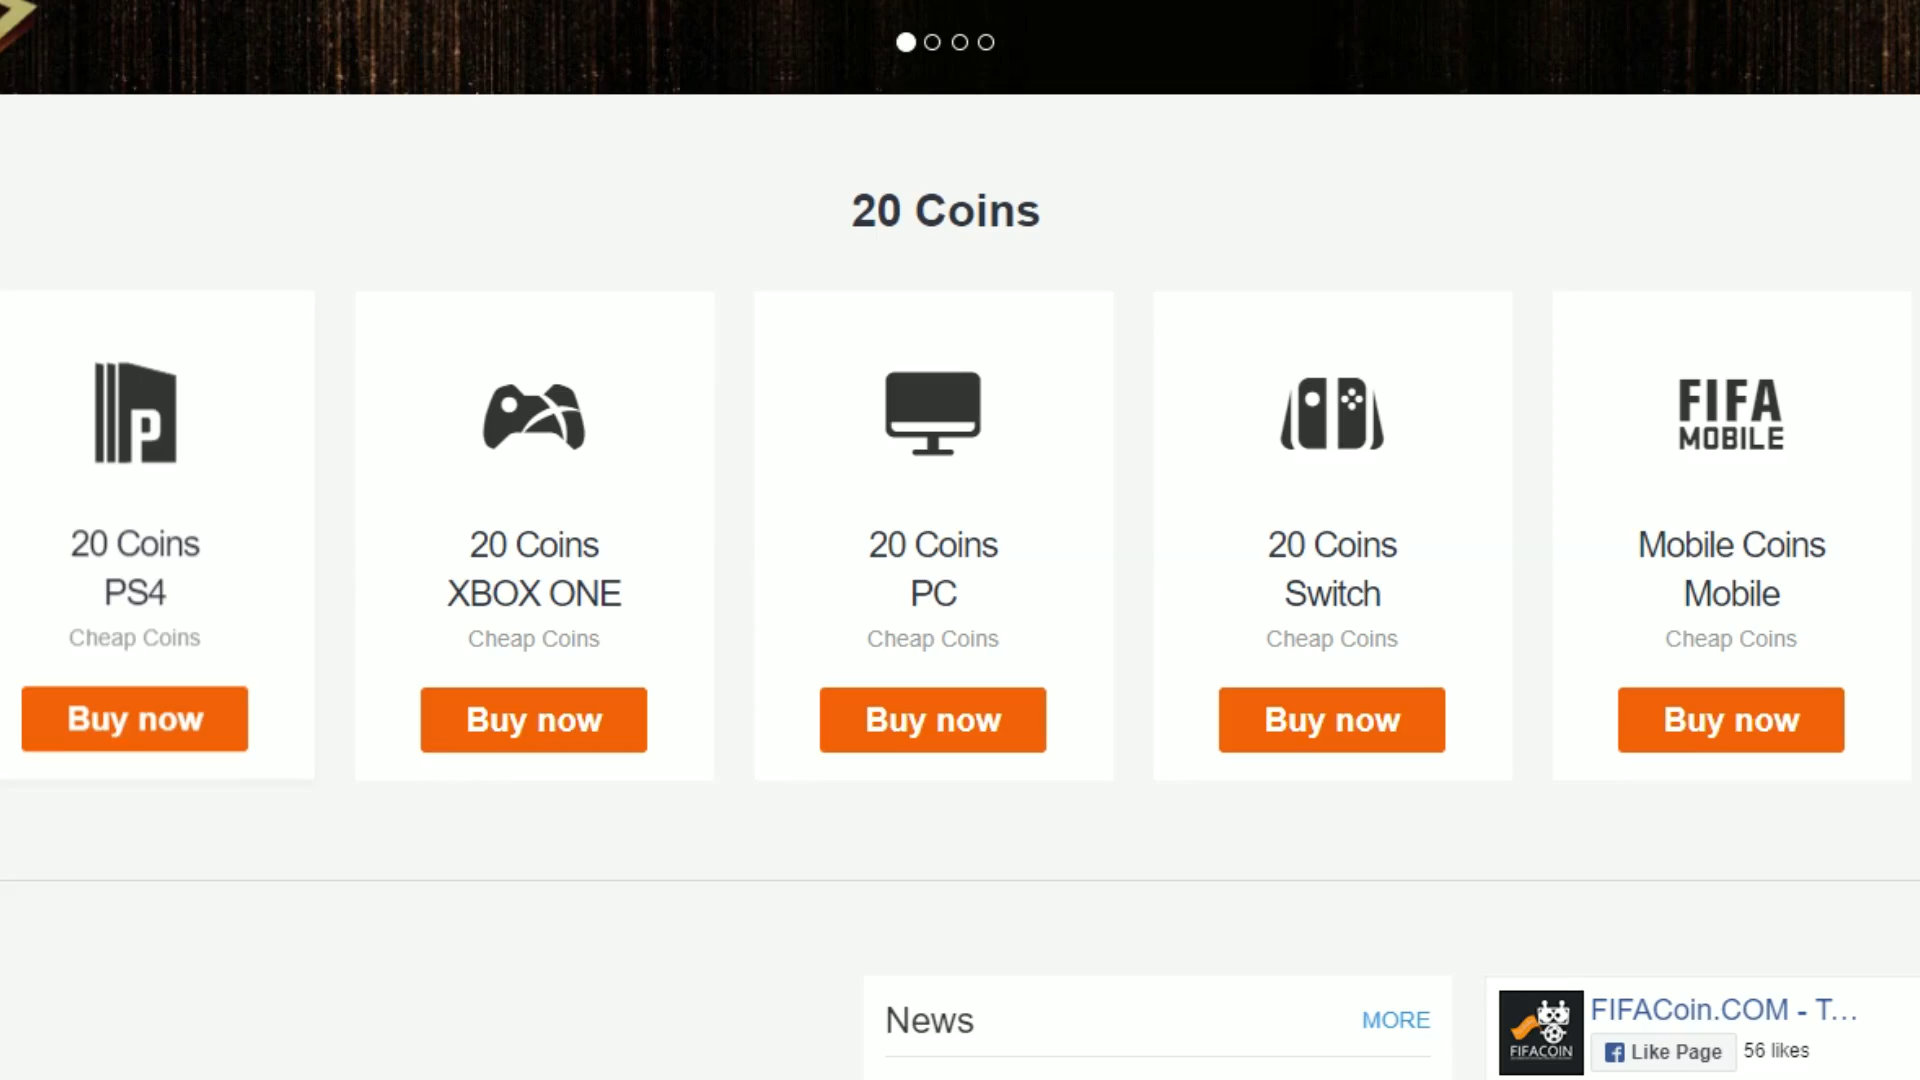 20 Coins
P
FIFA
MOBILE
20 Coins
PS4
Cheap Coins
Buy now
20 Coins
XBOX ONE
Cheap Coins
Buy now
20 Coins
PC
Cheap Coins
Buy now
20 Coins
Switch
Cheap Coins
Buy now
Mobile Coins
Mobile
Cheap Coins
Buy now
News
MORE
FIFACOIN
FIFACoin.COM - T...
Like Page
56 likes